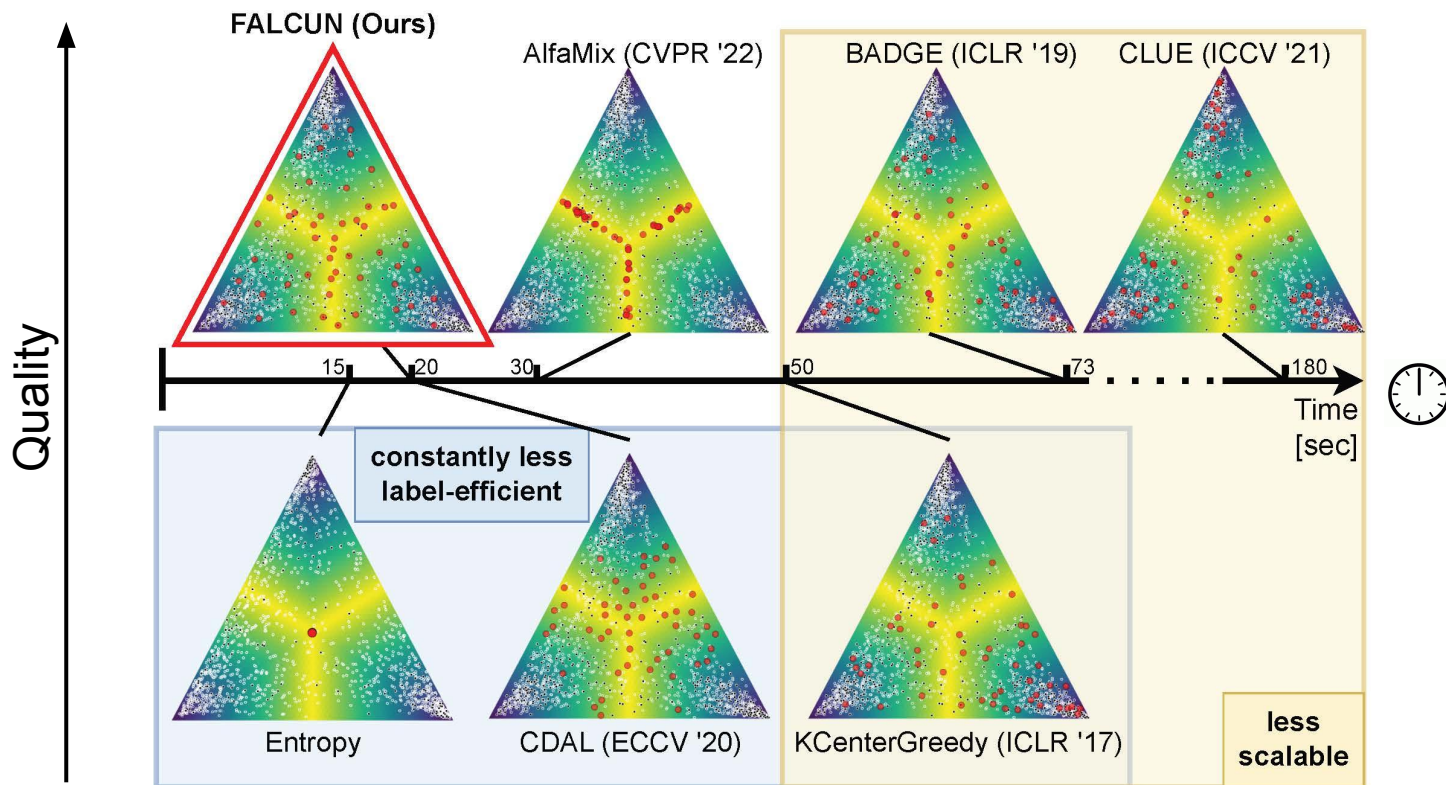 FALCUN (Ours)
AlfaMix (CVPR '22)
BADGE (ICLR '19)
CLUE (ICCV '21)
Quality
15
20
30
50
73
180
Time
[sec]
constantly less
label-efficient
Entropy
CDAL (ECCV '20)
KCenterGreedy (ICLR '17)
less
scalable